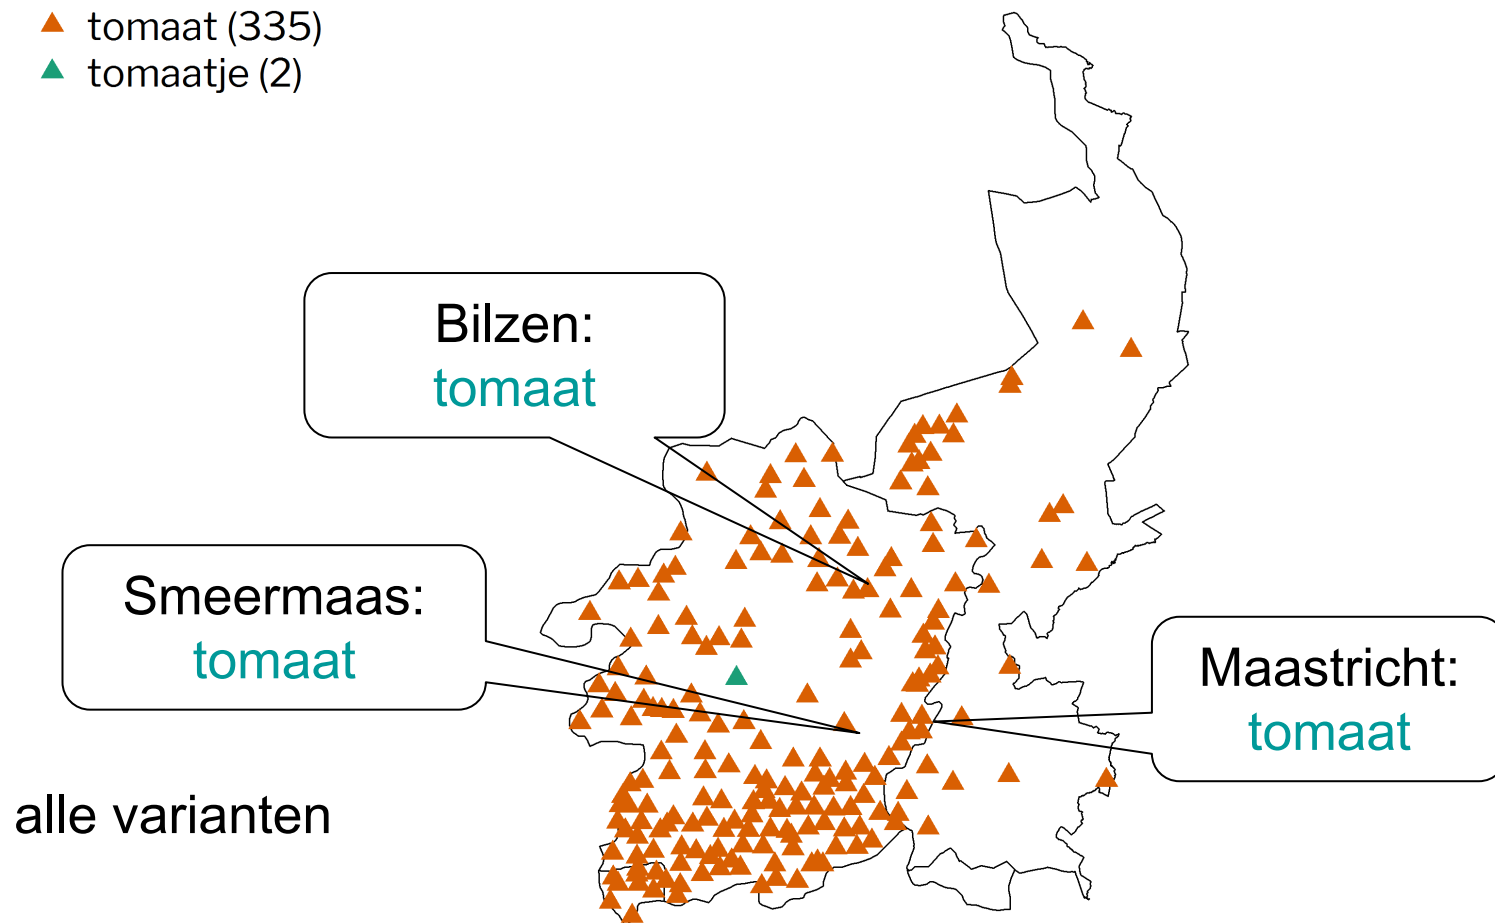 tomaat (335)
tomaatje (2)
Bilzen:
tomaat
Smeermaas:
tomaat
Maastricht:
tomaat
alle varianten